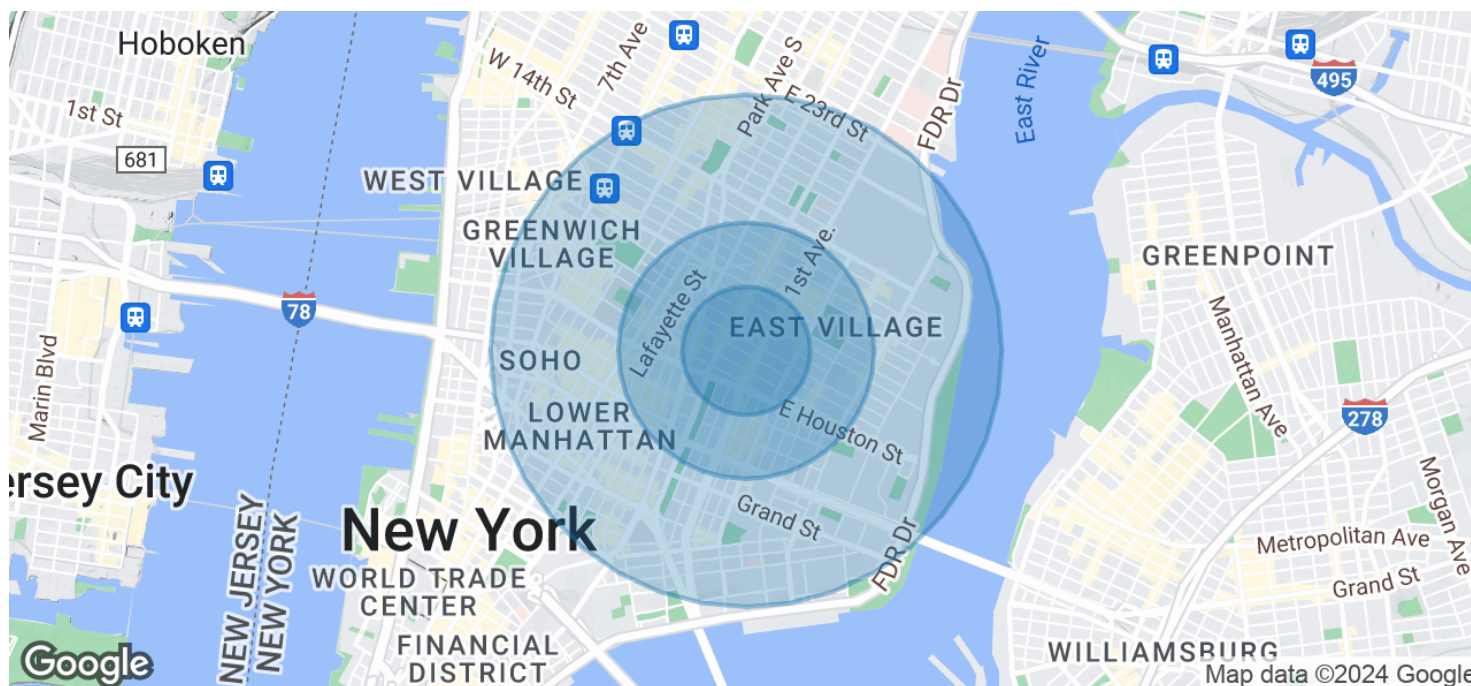 Hoboken
1st St
681
W 14th St
7th Ave
Park Ave S
E 23rd St
FDR Dr
East River
495
WEST VILLAGE
GREENWICH
VILLAGE
Lafayette St
1st Ave.
EAST VILLAGE
GREENPOINT
Manhattan Ave
78
Marin Blvd
SOHO
LOWER
MANHATTAN
E Houston St
278
Morgan Ave
ersey City
NEW JERSEY
NEW YORK
New York
Grand St
FDR Dr
Metropolitan Ave
Grand St
WORLD TRADE
CENTER
FINANCIAL
DISTRICT
WILLIAMSBURG
Google
Map data ©2024 Google